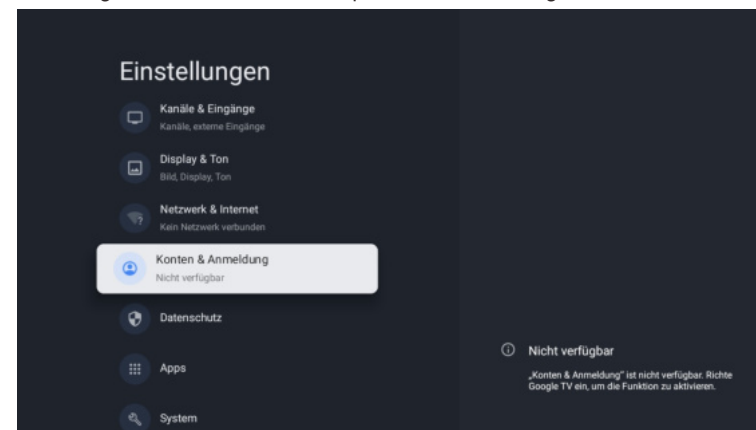 Einstellungen
Kanäle & Eingänge
Kanäle, externe Eingänge
Display & Ton
Bild, Display, Ton
Netzwerk & Internet
Kein Netzwerk verbunden
Konten & Anmeldung
Nicht verfügbar
Datenschutz
Apps
System
Nicht verfügbar
„Konten & Anmeldung" ist nicht verfügbar. Richte
Google TV ein, um die Funktion zu aktivieren.